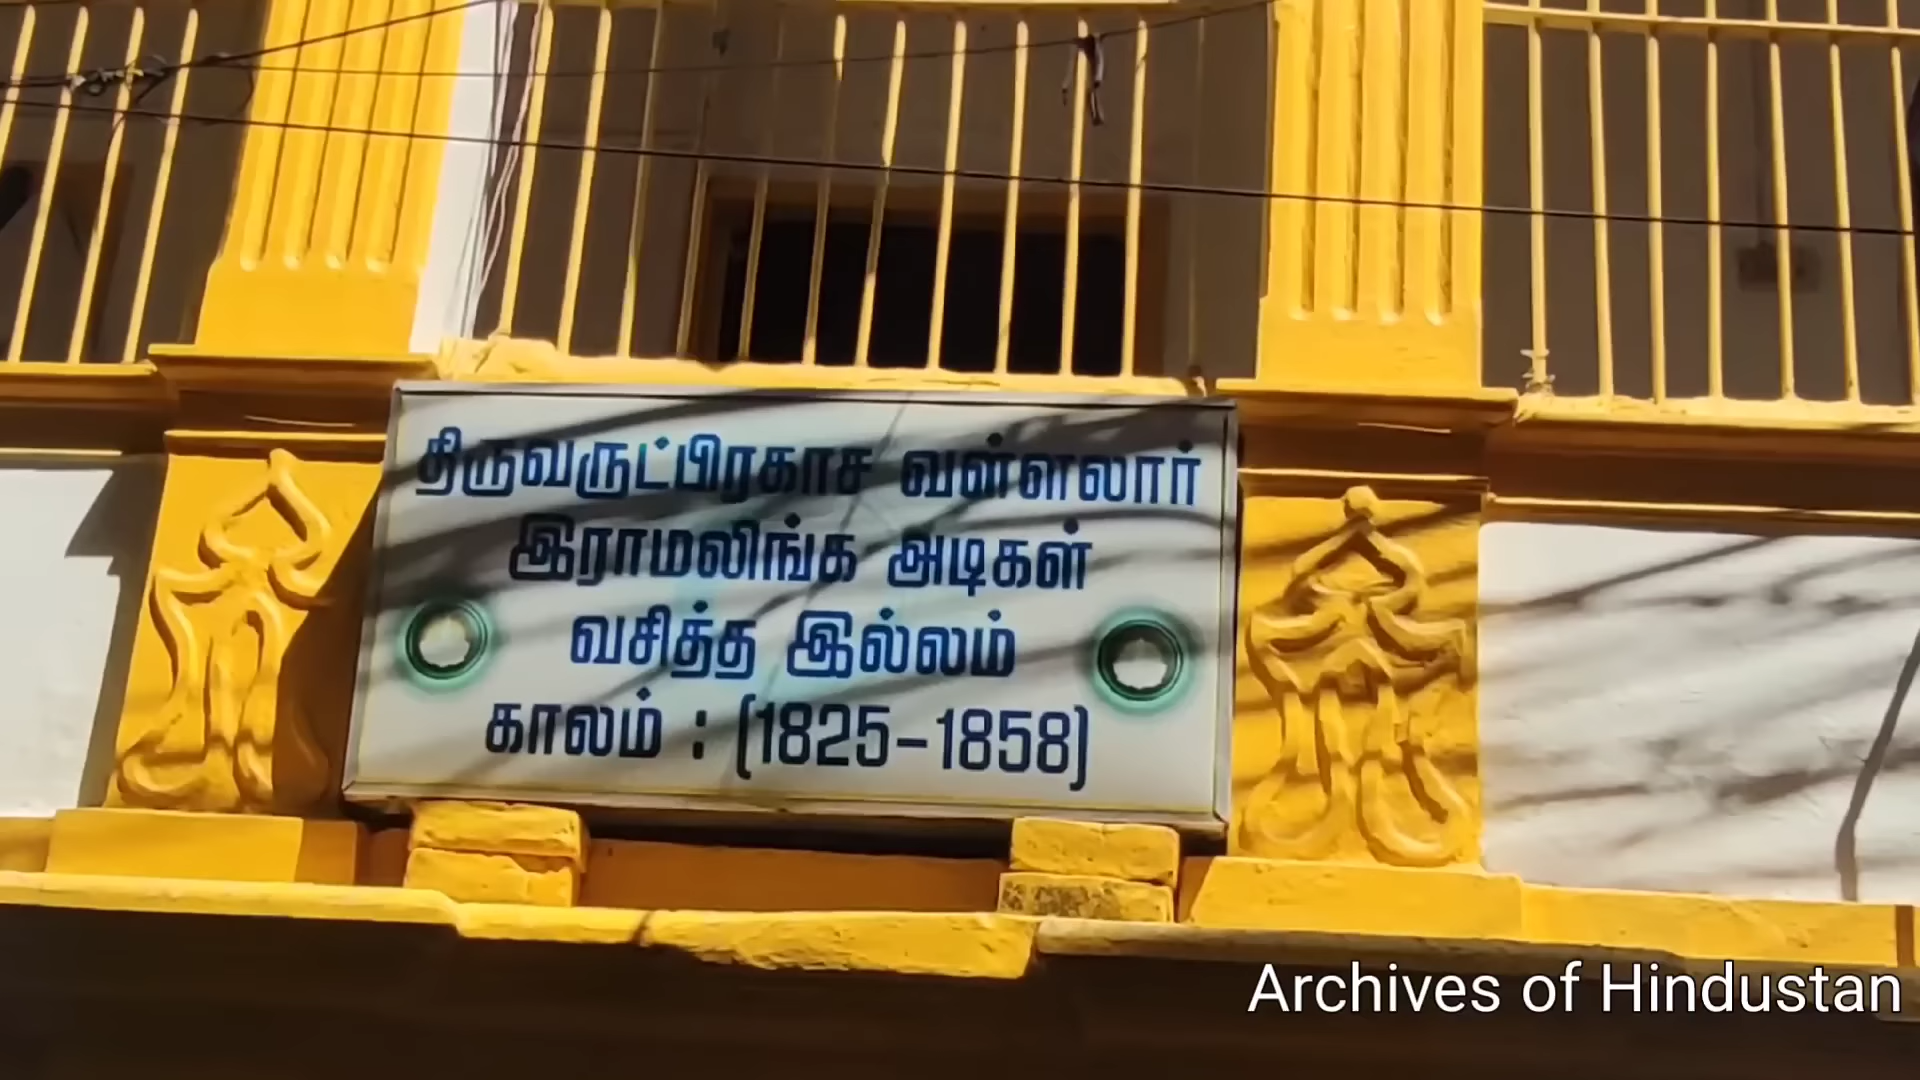 திருவருட்பிரகாச வள்ளலார்
இராமலிங்க அடிகள்
வசித்த இல்லம்
காலம் : (1825-1858)
Archives of Hindustan